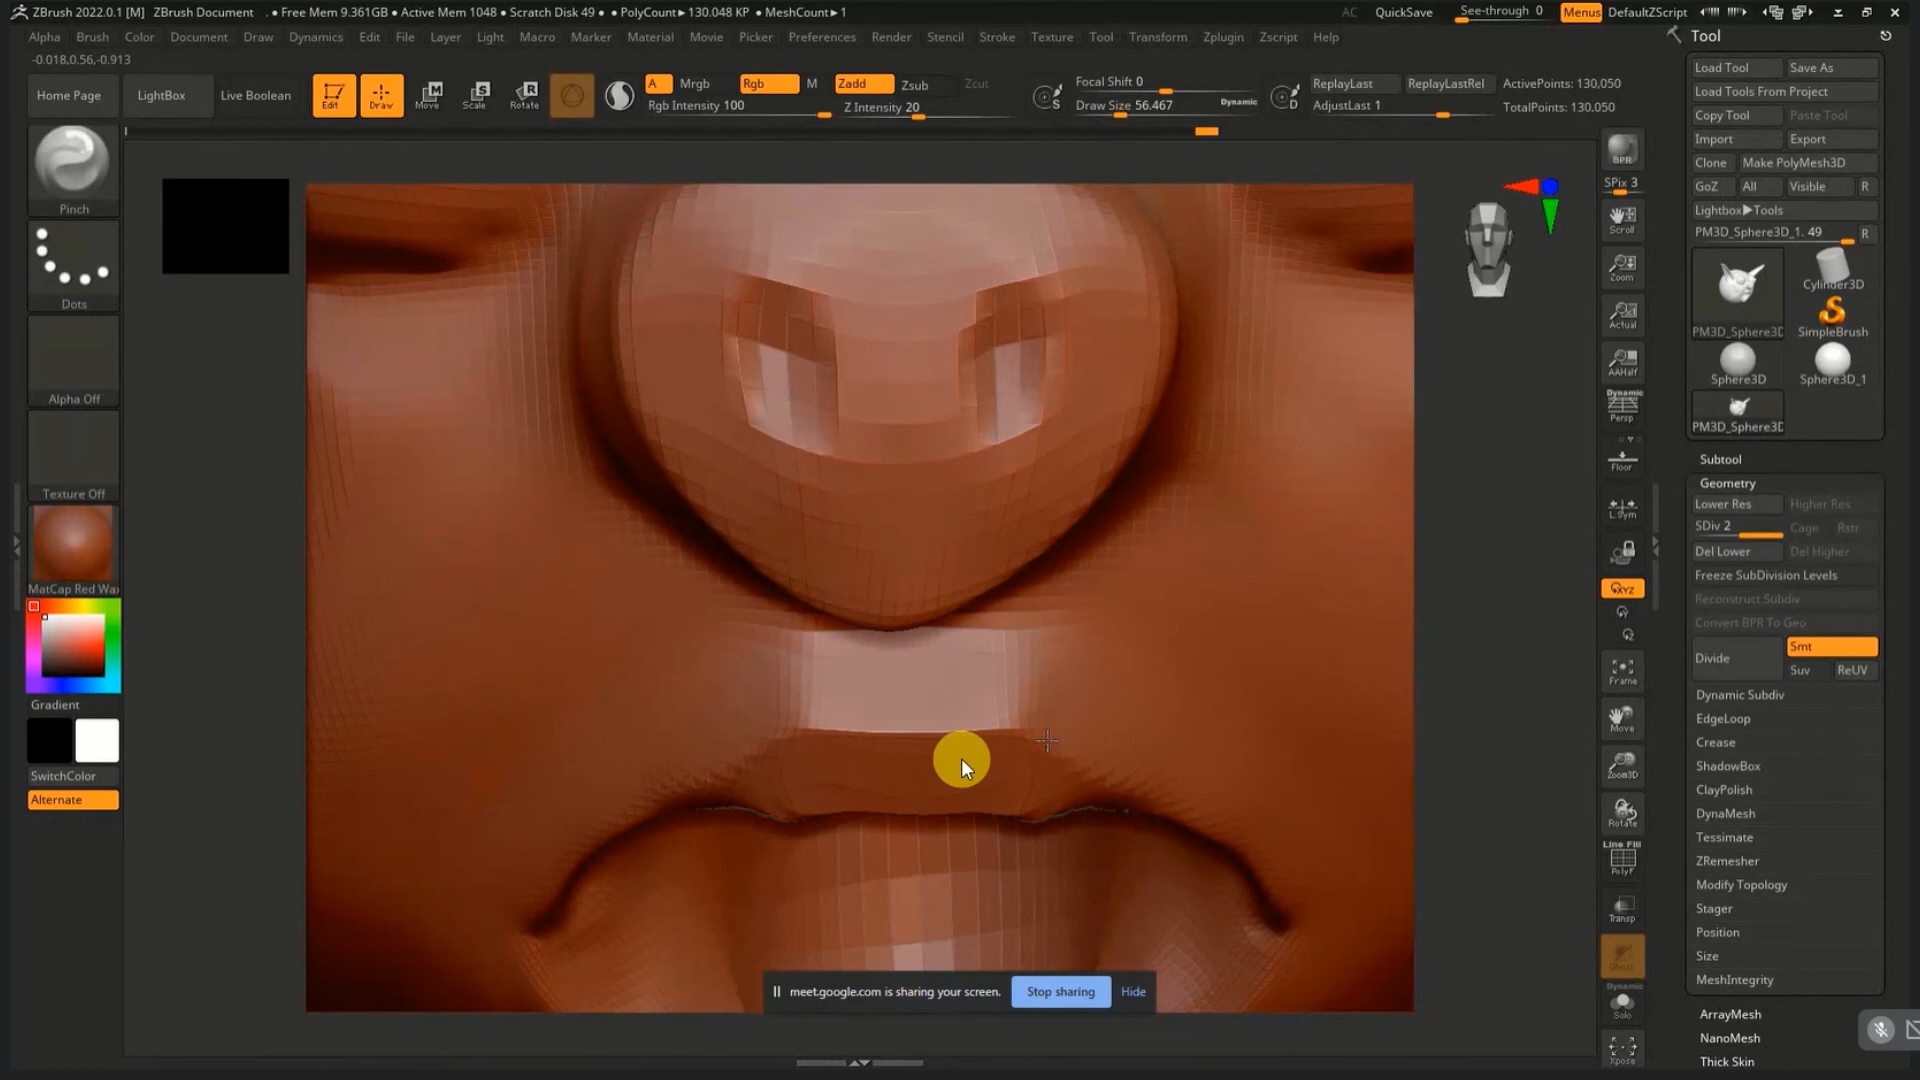 ZBrush 2022.0.1 [M] ZBrush Document . ● Free Mem 9.361GB ● Active Mem 1048 ● Scratch Disk 49 ● ● PolyCount▶ 130.048 KP ● MeshCount▶ 1 AC QuickSave See-through 0 Menus DefaultZScript
Alpha Brush Color Document Draw Dynamics Edit File Layer Light Macro Marker Material Movie Picker Preferences Render Stencil Stroke Texture Tool Transform Zplugin Zscript Help
Tool
-0.018,0.56,-0.913
Home Page LightBox Live Boolean Edit Draw Move Scale Rotate
A Mrgb Rgb M Zadd Zsub Zcut
Rgb Intensity 100 Z Intensity 20
Focal Shift 0
Draw Size 56.467 Dynamic
ReplayLast ReplayLastRel ActivePoints: 130,050
AdjustLast 1 TotalPoints: 130,050
Pinch
Dots
Alpha Off
Texture Off
MatCap Red Wax
Gradient
SwitchColor
Alternate
BPR
SPix 3
Scroll
Zoom
Actual
AAHalf
Dynamic
Persp
Floor
L.Sym
XYZ
Frame
Move
Zoom3D
Rotate
Line Fill
PolyF
Transp
Ghost
Dynamic
Solo
Xpose
Load Tool Save As
Load Tools From Project
Copy Tool Paste Tool
Import Export
Clone Make PolyMesh3D
GoZ All Visible R
Lightbox▶Tools
PM3D_Sphere3D_1. 49 R
Cylinder3D
PM3D_Sphere3D SimpleBrush
Sphere3D Sphere3D_1
PM3D_Sphere3D
Subtool
Geometry
Lower Res Higher Res
SDiv 2 Cage Rstr
Del Lower Del Higher
Freeze SubDivision Levels
Reconstruct Subdiv
Convert BPR To Geo
Divide Smt
Suv ReUV
Dynamic Subdiv
EdgeLoop
Crease
ShadowBox
ClayPolish
DynaMesh
Tessimate
ZRemesher
Modify Topology
Stager
Position
Size
MeshIntegrity
ArrayMesh
NanoMesh
Thick Skin
meet.google.com is sharing your screen. Stop sharing Hide